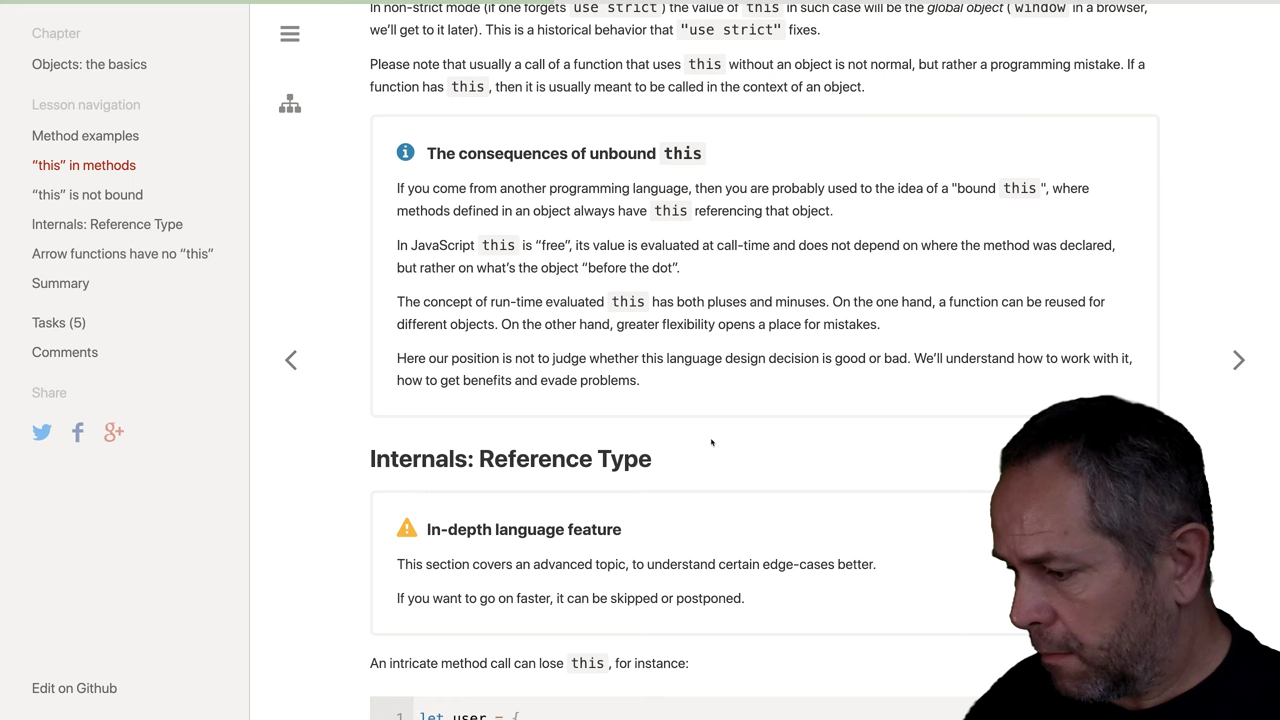 Chapter
Objects: the basics
Lesson navigation
Method examples
“this” in methods
“this” is not bound
Internals: Reference Type
Arrow functions have no “this”
Summary
Tasks (5)
Comments
Share
Edit on Github
In non-strict mode (if one forgets use strict ) the value of this in such case will be the global object ( window in a browser,
we’ll get to it later). This is a historical behavior that "use strict" fixes.
Please note that usually a call of a function that uses this without an object is not normal, but rather a programming mistake. If a
function has this , then it is usually meant to be called in the context of an object.
The consequences of unbound this
If you come from another programming language, then you are probably used to the idea of a "bound this ", where
methods defined in an object always have this referencing that object.
In JavaScript this is “free”, its value is evaluated at call-time and does not depend on where the method was declared,
but rather on what’s the object “before the dot”.
The concept of run-time evaluated this has both pluses and minuses. On the one hand, a function can be reused for
different objects. On the other hand, greater flexibility opens a place for mistakes.
Here our position is not to judge whether this language design decision is good or bad. We’ll understand how to work with it,
how to get benefits and evade problems.
Internals: Reference Type
In-depth language feature
This section covers an advanced topic, to understand certain edge-cases better.
If you want to go on faster, it can be skipped or postponed.
An intricate method call can lose this , for instance:
1 let user = {